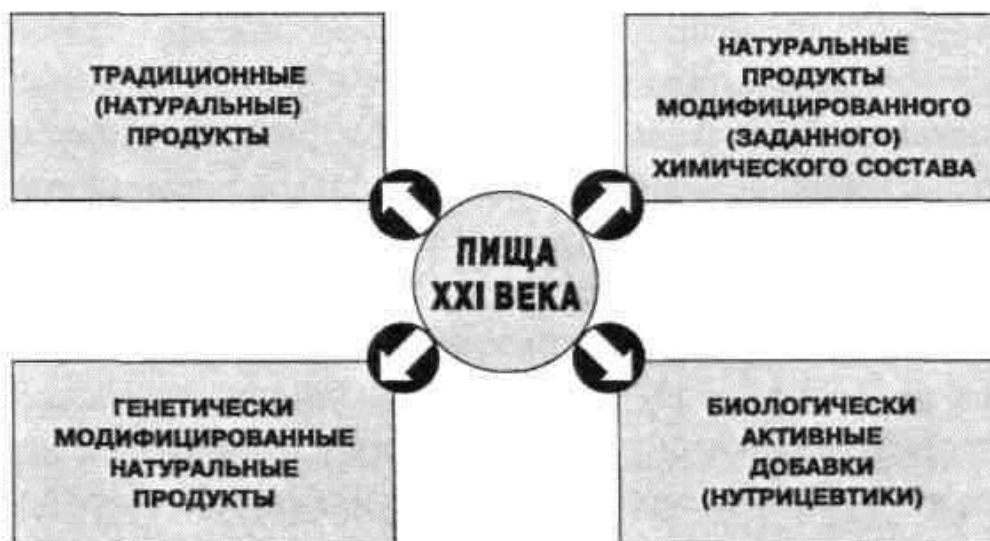 ТРАДИЦИОННЫЕ
(НАТУРАЛЬНЫЕ)
ПРОДУКТЫ
НАТУРАЛЬНЫЕ
ПРОДУКТЫ
МОДИФИЦИРОВАННОГО
(ЗАДАННОГО)
ХИМИЧЕСКОГО СОСТАВА
ПИЩА
XXI ВЕКА
ГЕНЕТИЧЕСКИ
МОДИФИЦИРОВАННЫЕ
НАТУРАЛЬНЫЕ
ПРОДУКТЫ
БИОЛОГИЧЕСКИ
АКТИВНЫЕ
ДОБАВКИ
(НУТРИЦЕВТИКИ)